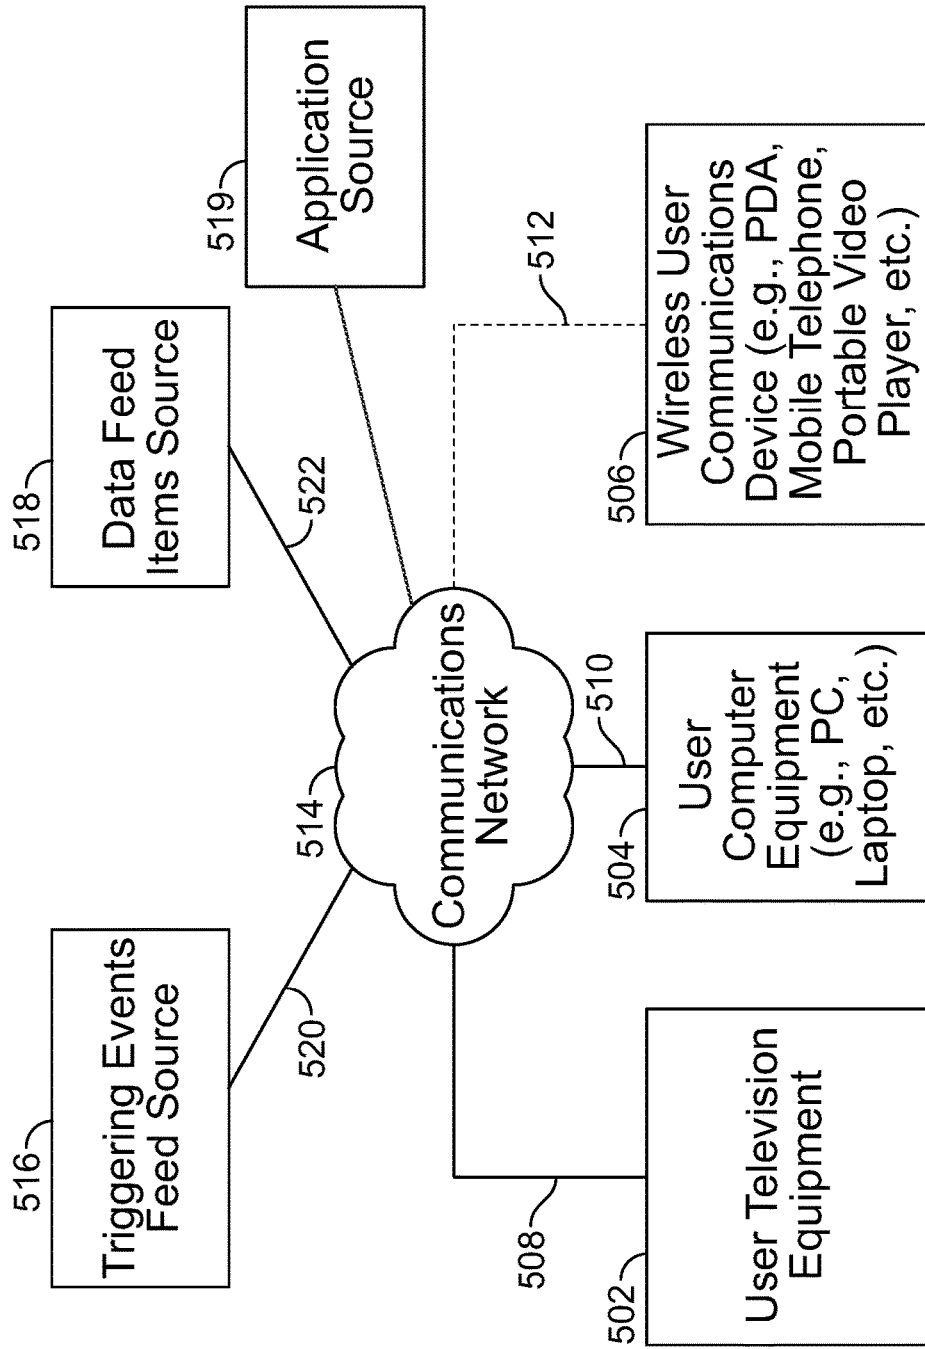 516
Triggering Events
Feed Source
518
Data Feed
Items Source
519
Application
Source
520
522
514
Communications
Network
508
510
512
502
User Television
Equipment
504
User
Computer
Equipment
(e.g., PC,
Laptop, etc.)
506
Wireless User
Communications
Device (e.g., PDA,
Mobile Telephone,
Portable Video
Player, etc.)